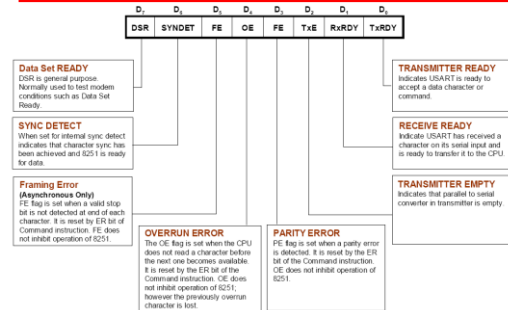 D₇ D₆ D₅ D₄ D₃ D₂ D₁ D₀
DSR SYNDET FE OE FE TxE RxRDY TxRDY
Data Set READY
DSR is general purpose.
Normally used to test modem
conditions such as Data Set
Ready.
SYNC DETECT
When set for internal sync detect
indicates that character sync has
been achieved and 8251 is ready
for data.
Framing Error
(Asynchronous Only)
FE flag is set when a valid stop
bit is not detected at end of each
character. It is reset by ER bit of
Command instruction. FE does
not inhibit operation of 8251.
OVERRUN ERROR
The OE flag is set when the CPU
does not read a character before
the next one becomes available.
It is reset by the ER bit of the
Command instruction. OE does
not inhibit operation of 8251;
however the previously overrun
character is lost.
PARITY ERROR
PE flag is set when a parity error
is detected. It is reset by the ER
bit of the Command instruction.
OE does not inhibit operation of
8251.
TRANSMITTER READY
Indicates USART is ready to
accept a data character or
command.
RECEIVE READY
Indicate USART has received a
character on its serial input and
is ready to transfer it to the CPU.
TRANSMITTER EMPTY
Indicates that parallel to serial
converter in transmitter is empty.